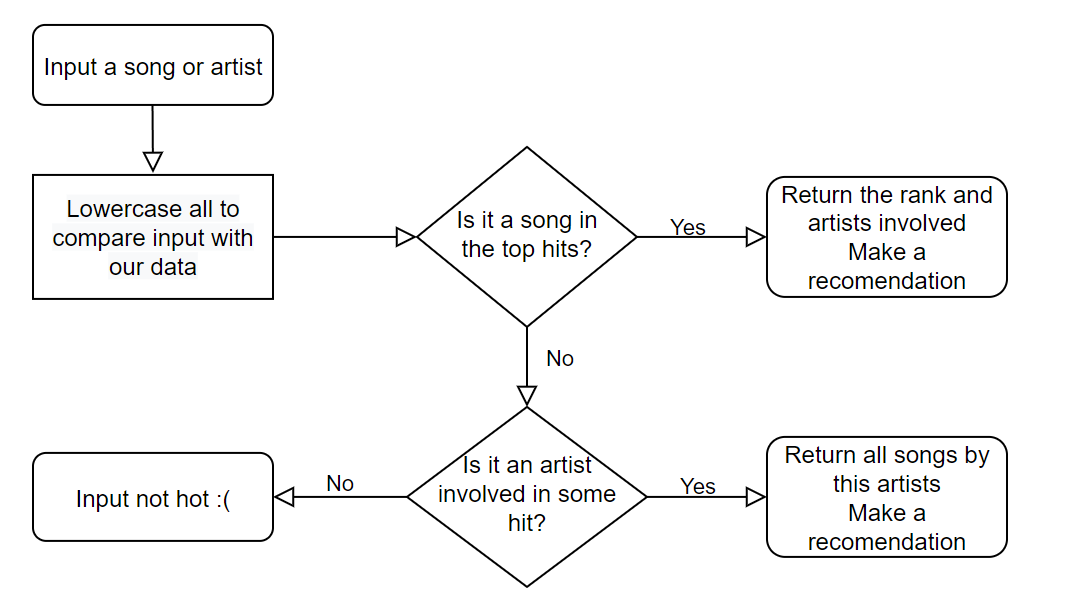 Input a song or artist
Lowercase all to
compare input with
our data
Is it a song in
the top hits?
Yes
Return the rank and
artists involved
Make a
recomendation
No
Is it an artist
involved in some
hit?
Yes
Return all songs by
this artists
Make a
recomendation
No
Input not hot :(